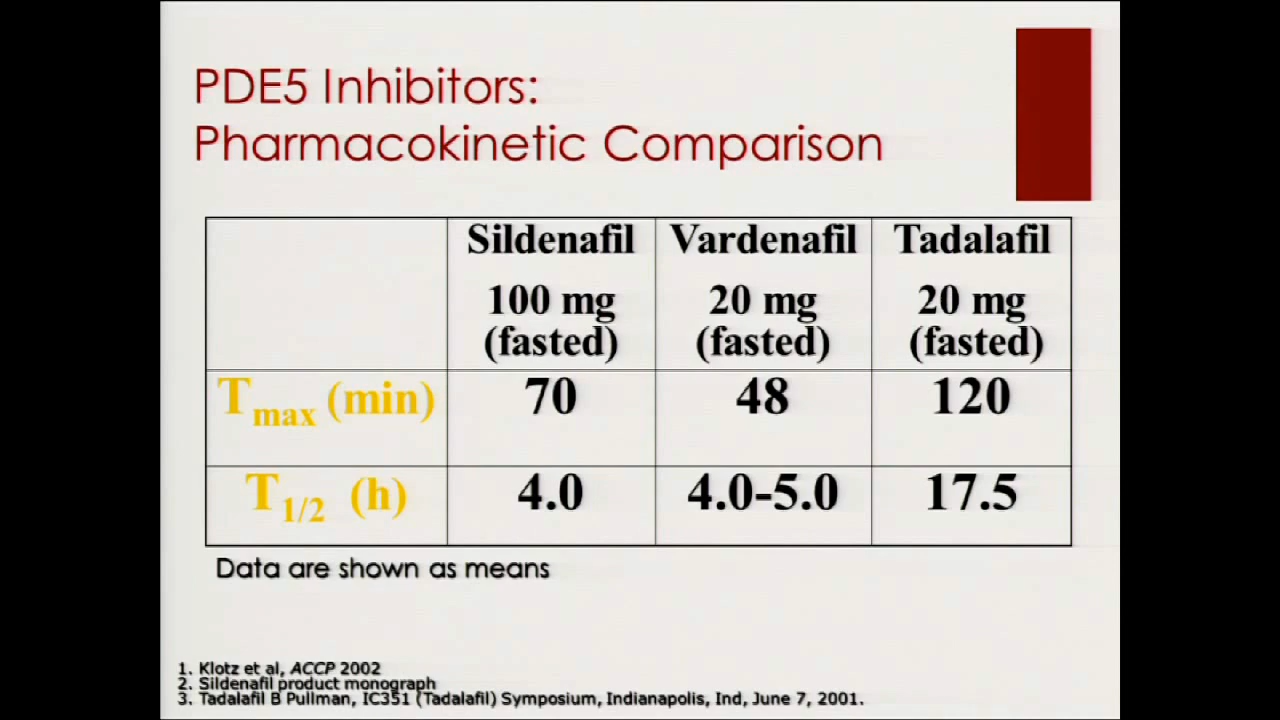 PDE5 Inhibitors:
Pharmacokinetic Comparison
Sildenafil Vardenafil Tadalafil
100 mg 20 mg 20 mg
(fasted) (fasted) (fasted)
Tmax (min) 70 48 120
T1/2 (h) 4.0 4.0-5.0 17.5
Data are shown as means
1. Klotz et al, ACCP 2002
2. Sildenafil product monograph
3. Tadalafil B Pullman, IC351 (Tadalafil) Symposium, Indianapolis, Ind, June 7, 2001.